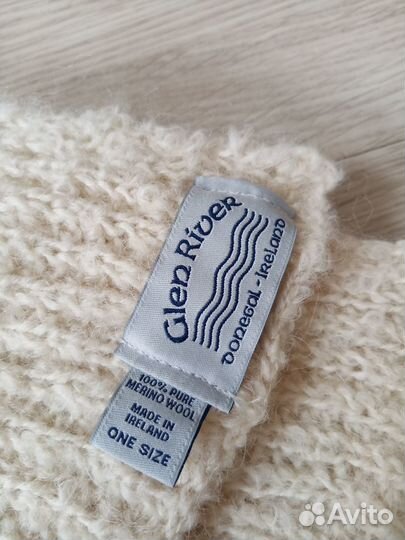 Glen River
Donegal - Ireland
100% PURE
MERINO WOOL
MADE IN
IRELAND
ONE SIZE
Avito